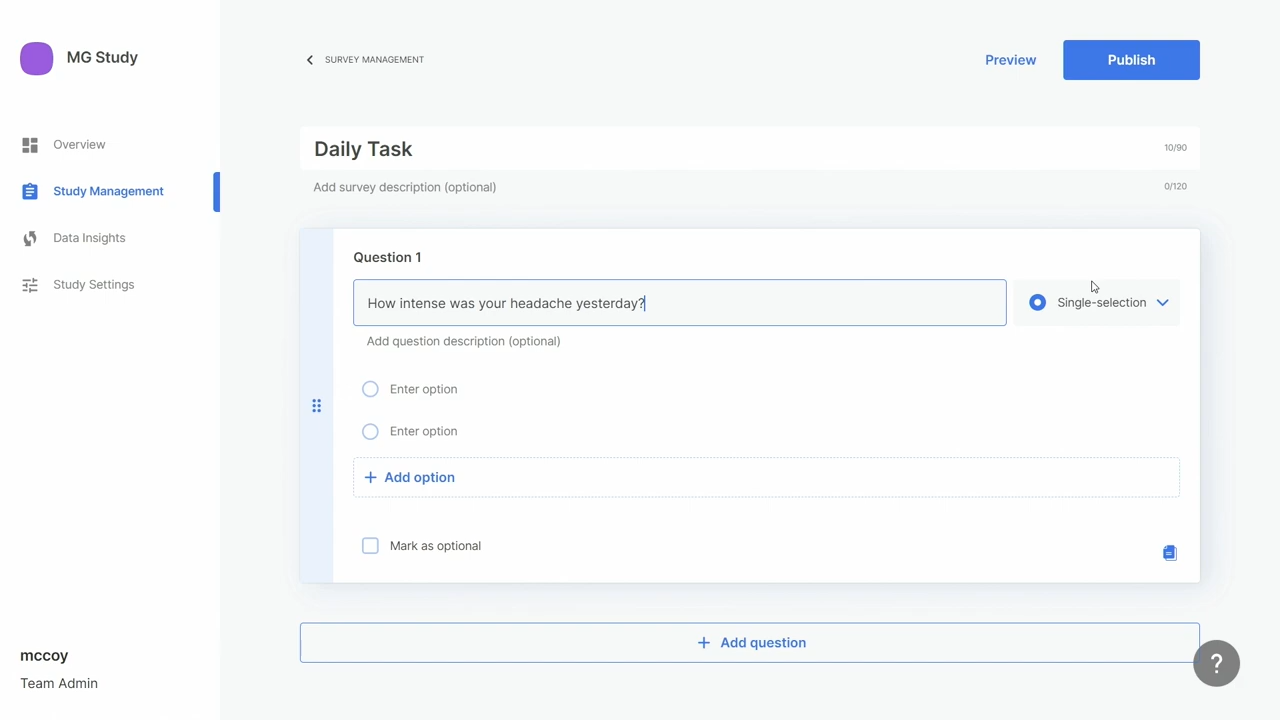 MG Study
SURVEY MANAGEMENT
Preview
Publish
Overview
Study Management
Data Insights
Study Settings
Daily Task
10/90
Add survey description (optional)
0/120
Question 1
How intense was your headache yesterday?
Single-selection
Add question description (optional)
Enter option
Enter option
+ Add option
Mark as optional
+ Add question
?
mccoy
Team Admin